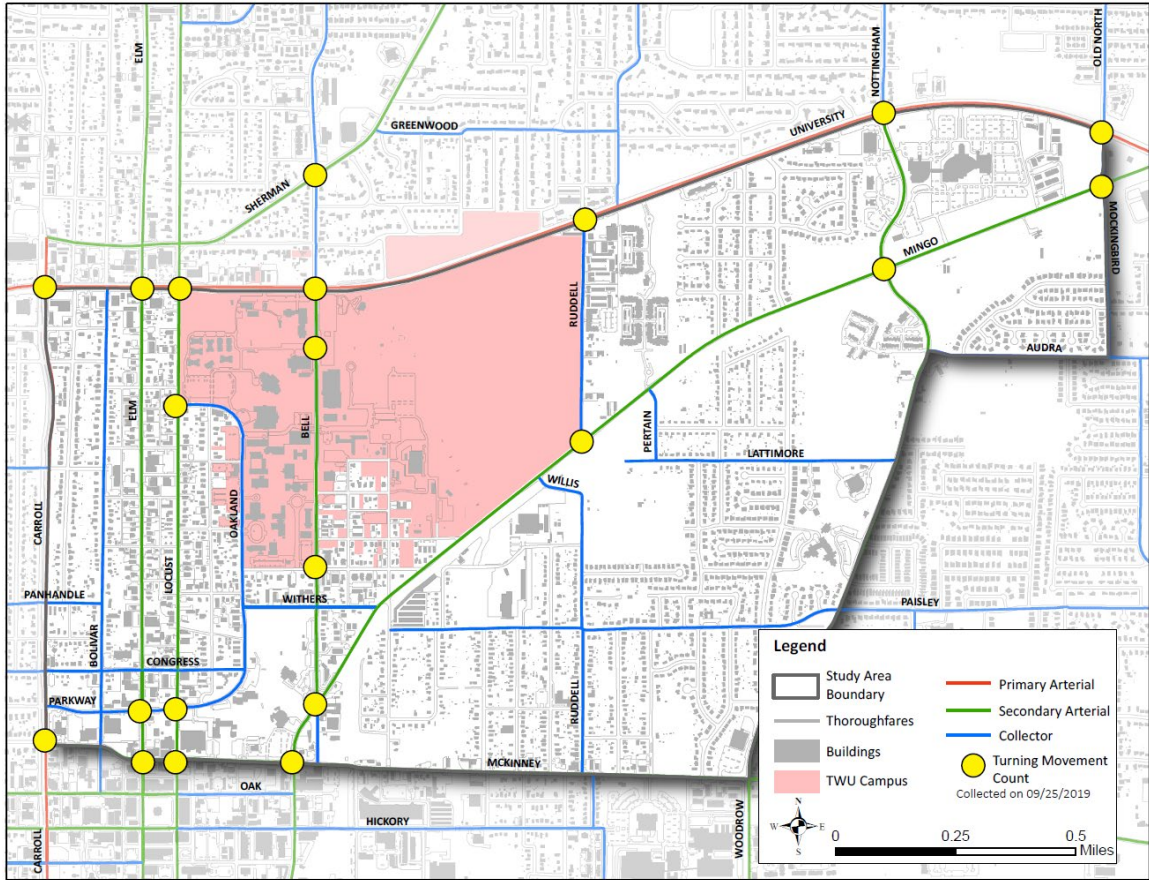 ELM
NOTTINGHAM
OLD NORTH
GREENWOOD
UNIVERSITY
SHERMAN
MINGO
MOCKINGBIRD
RUDDELL
AUDRA
ELM
BELL
PERTAIN
LATTIMORE
WILLIS
CARROLL
LOCUST
OAKLAND
PANHANDLE
WITHERS
PAISLEY
BOLIVAR
CONGRESS
PARKWAY
RUDDELL
MCKINNEY
OAK
HICKORY
CARROLL
WOODROW
Legend
Study Area
Boundary
Thoroughfares
Buildings
TWU Campus
Primary Arterial
Secondary Arterial
Collector
Turning Movement
Count
Collected on 09/25/2019
N
W E
S
0 0.25 0.5
Miles